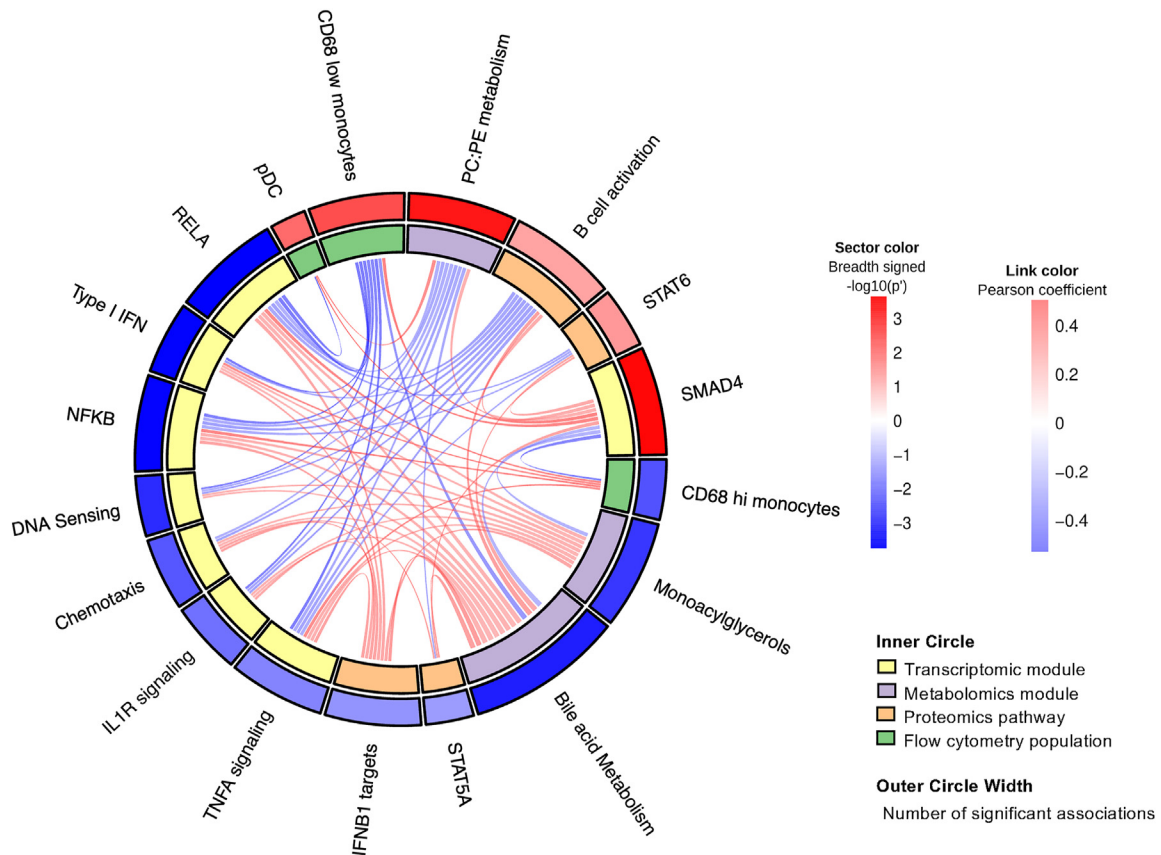 CD68 low monocytes
PC:PE metabolism
B cell activation
STAT6
SMAD4
CD68 hi monocytes
Monoacylglycerols
Bile acid Metabolism
STAT5A
IFNB1 targets
TNFA signaling
IL1R signaling
Chemotaxis
DNA Sensing
NFKB
Type I IFN
RELA
pDC
Sector color
Breadth signed
-log10(p')
3
2
1
0
−1
−2
−3
Link color
Pearson coefficient
0.4
0.2
0
−0.2
−0.4
Inner Circle
Transcriptomic module
Metabolomics module
Proteomics pathway
Flow cytometry population
Outer Circle Width
Number of significant associations